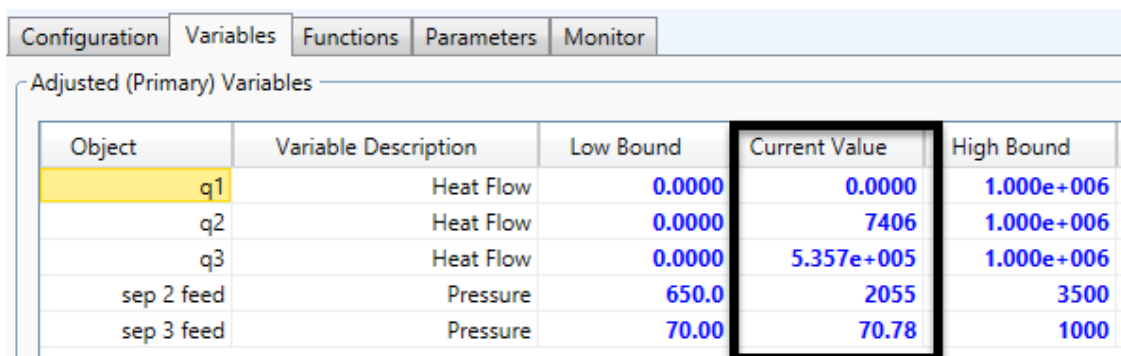 Configuration Variables Functions Parameters Monitor
Adjusted (Primary) Variables
Object Variable Description Low Bound Current Value High Bound
q1 Heat Flow 0.0000 0.0000 1.000e+006
q2 Heat Flow 0.0000 7406 1.000e+006
q3 Heat Flow 0.0000 5.357e+005 1.000e+006
sep 2 feed Pressure 650.0 2055 3500
sep 3 feed Pressure 70.00 70.78 1000